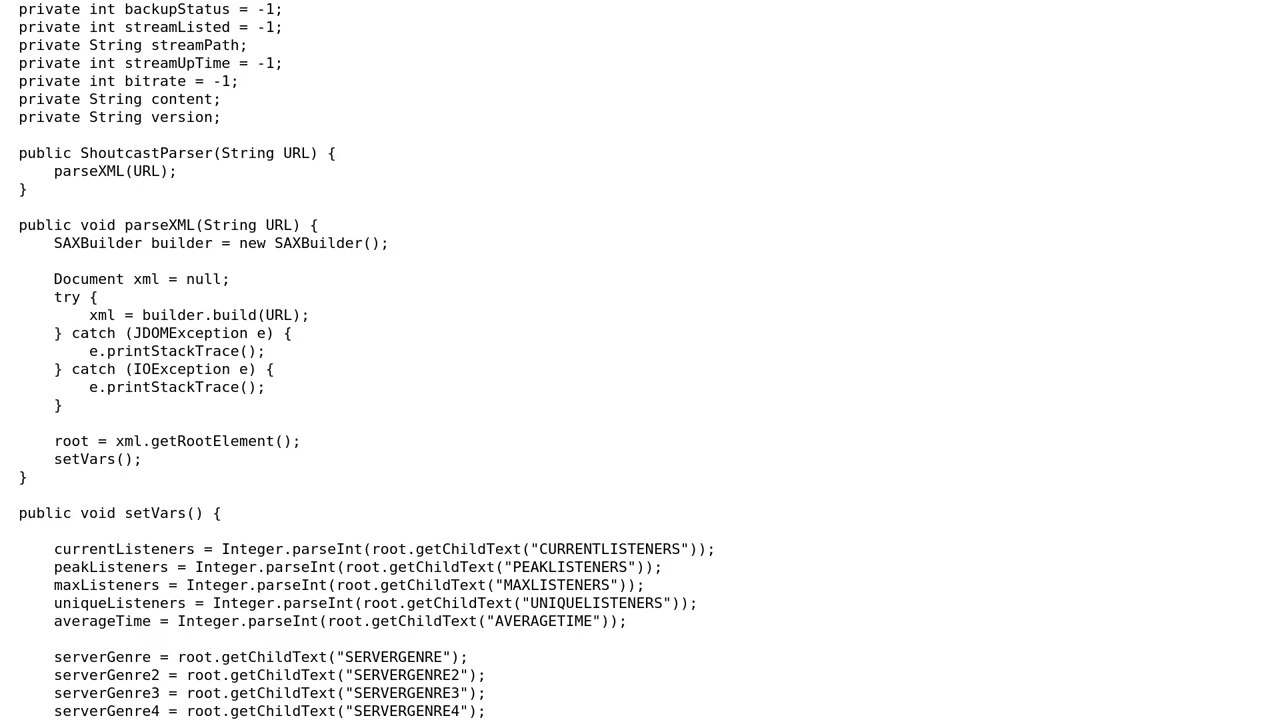 private int backupStatus = -1;
private int streamListed = -1;
private String streamPath;
private int streamUpTime = -1;
private int bitrate = -1;
private String content;
private String version;

public ShoutcastParser(String URL) {
    parseXML(URL);
}

public void parseXML(String URL) {
    SAXBuilder builder = new SAXBuilder();

    Document xml = null;
    try {
        xml = builder.build(URL);
    } catch (JDOMException e) {
        e.printStackTrace();
    } catch (IOException e) {
        e.printStackTrace();
    }

    root = xml.getRootElement();
    setVars();
}

public void setVars() {

    currentListeners = Integer.parseInt(root.getChildText("CURRENTLISTENERS"));
    peakListeners = Integer.parseInt(root.getChildText("PEAKLISTENERS"));
    maxListeners = Integer.parseInt(root.getChildText("MAXLISTENERS"));
    uniqueListeners = Integer.parseInt(root.getChildText("UNIQUELISTENERS"));
    averageTime = Integer.parseInt(root.getChildText("AVERAGETIME"));

    serverGenre = root.getChildText("SERVERGENRE");
    serverGenre2 = root.getChildText("SERVERGENRE2");
    serverGenre3 = root.getChildText("SERVERGENRE3");
    serverGenre4 = root.getChildText("SERVERGENRE4");